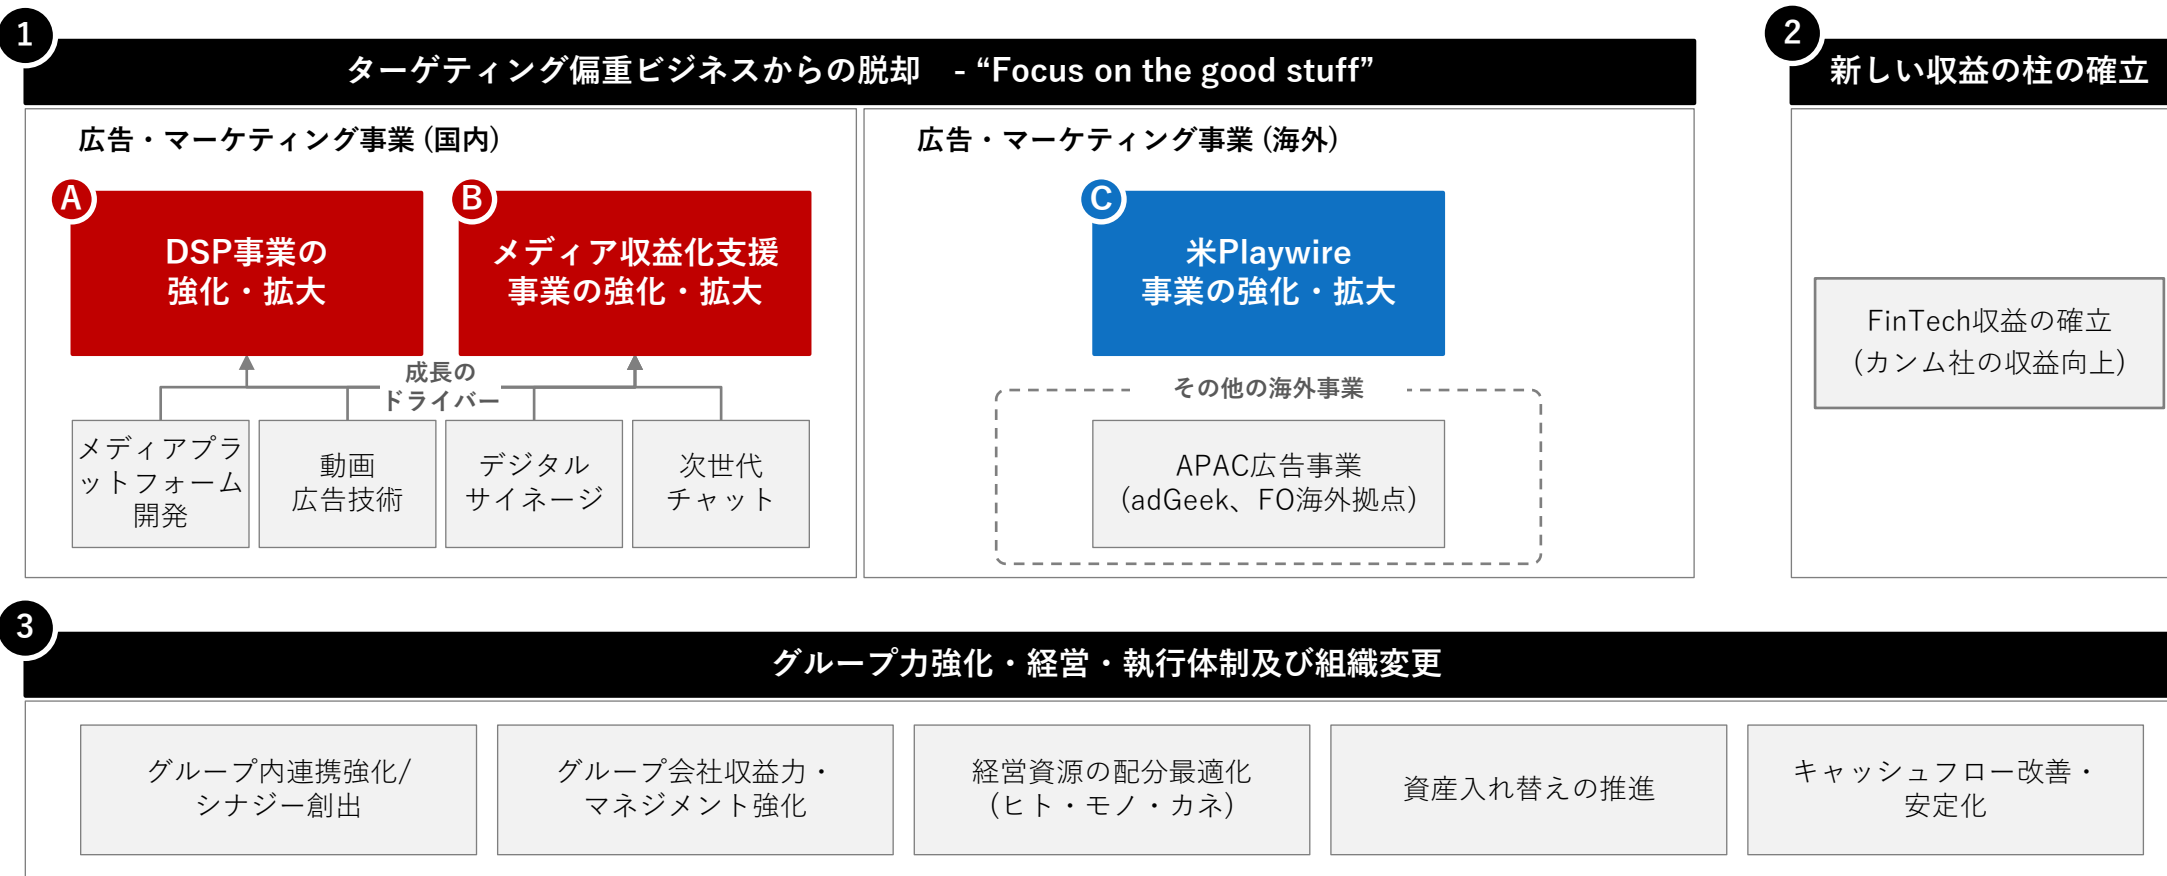 1
ターゲティング偏重ビジネスからの脱却 - “Focus on the good stuff”
広告・マーケティング事業 (国内)
A
DSP事業の
強化・拡大
B
メディア収益化支援
事業の強化・拡大
成長の
ドライバー
メディアプラ
ットフォーム
開発
動画
広告技術
デジタル
サイネージ
次世代
チャット
広告・マーケティング事業 (海外)
C
米Playwire
事業の強化・拡大
その他の海外事業
APAC広告事業
(adGeek、FO海外拠点)
2
新しい収益の柱の確立
FinTech収益の確立
(カンム社の収益向上)
3
グループ力強化・経営・執行体制及び組織変更
グループ内連携強化/
シナジー創出
グループ会社収益力・
マネジメント強化
経営資源の配分最適化
(ヒト・モノ・カネ)
資産入れ替えの推進
キャッシュフロー改善・
安定化